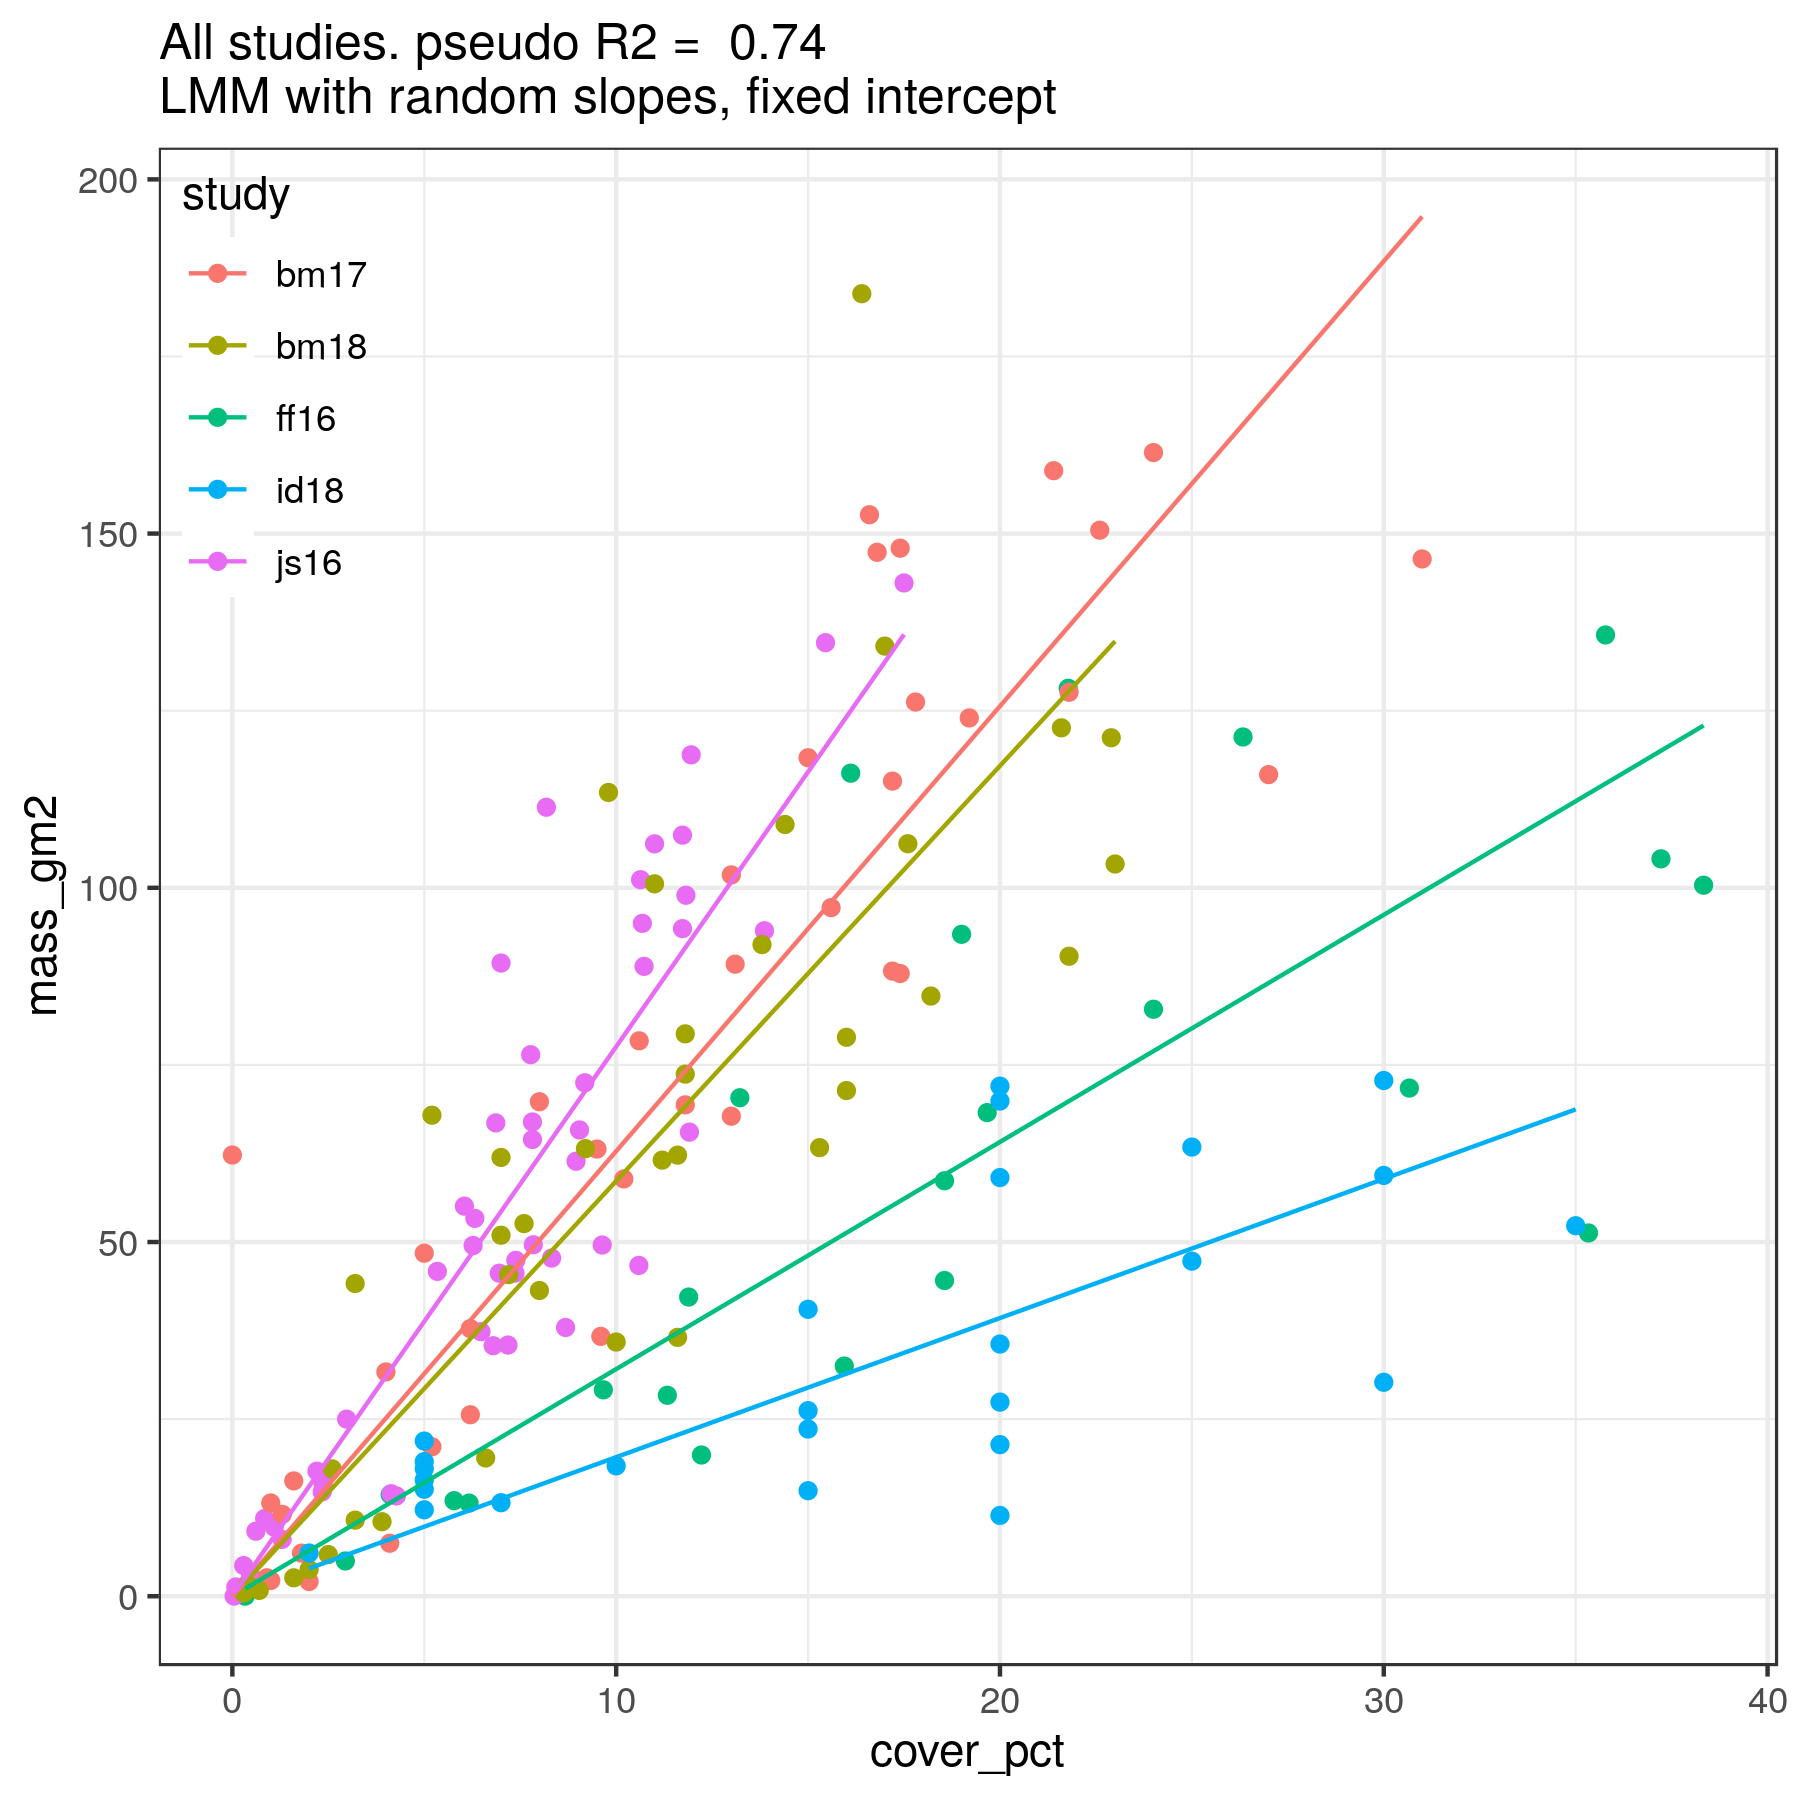 All studies. pseudo R2 =  0.74
LMM with random slopes, fixed intercept
study
bm17
bm18
ff16
id18
js16
200
150
100
50
0
mass_gm2
0 10 20 30 40
cover_pct